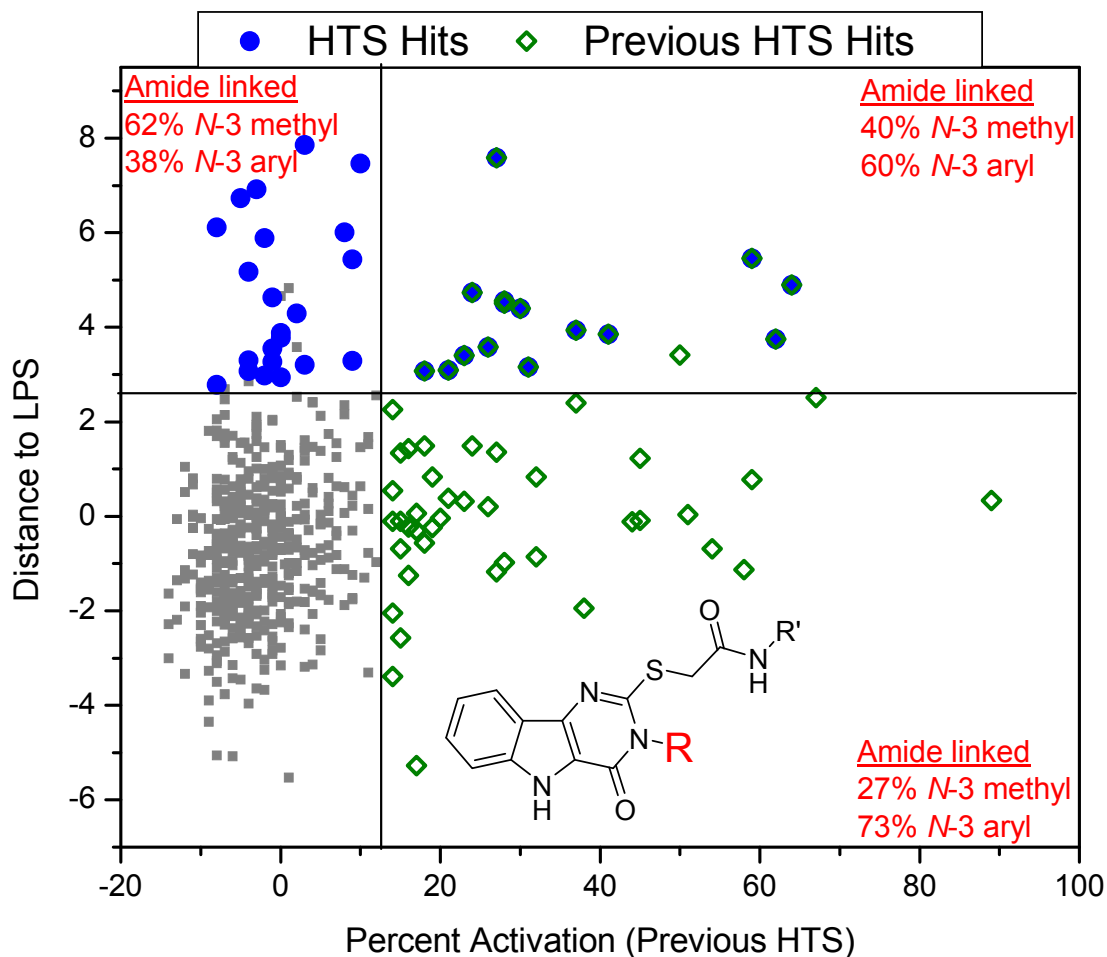 HTS Hits Previous HTS Hits
Amide linked
62% N-3 methyl
38% N-3 aryl
Amide linked
40% N-3 methyl
60% N-3 aryl
8
6
4
2
0
-2
-4
-6
Distance to LPS
O
S
R'
N
H
N
N
R
N
H
O
Amide linked
27% N-3 methyl
73% N-3 aryl
-20 0 20 40 60 80 100
Percent Activation (Previous HTS)